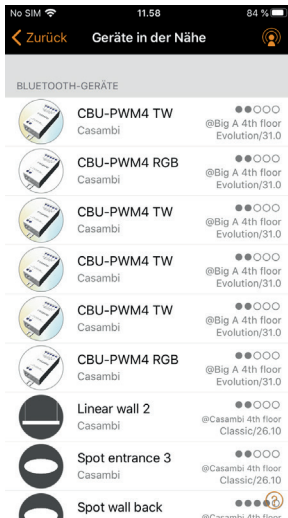 No SIM 11.58 84 %
Zurück Geräte in der Nähe
BLUETOOTH-GERÄTE
CBU-PWM4 TW
Casambi
@Big A 4th floor
Evolution/31.0
CBU-PWM4 RGB
Casambi
@Big A 4th floor
Evolution/31.0
CBU-PWM4 TW
Casambi
@Big A 4th floor
Evolution/31.0
CBU-PWM4 TW
Casambi
@Big A 4th floor
Evolution/31.0
CBU-PWM4 TW
Casambi
@Big A 4th floor
Evolution/31.0
CBU-PWM4 RGB
Casambi
@Big A 4th floor
Evolution/31.0
Linear wall 2
Casambi
@Casambi 4th floor
Classic/26.10
Spot entrance 3
Casambi
@Casambi 4th floor
Classic/26.10
Spot wall back
?
Casambi
@Casambi 4th floor